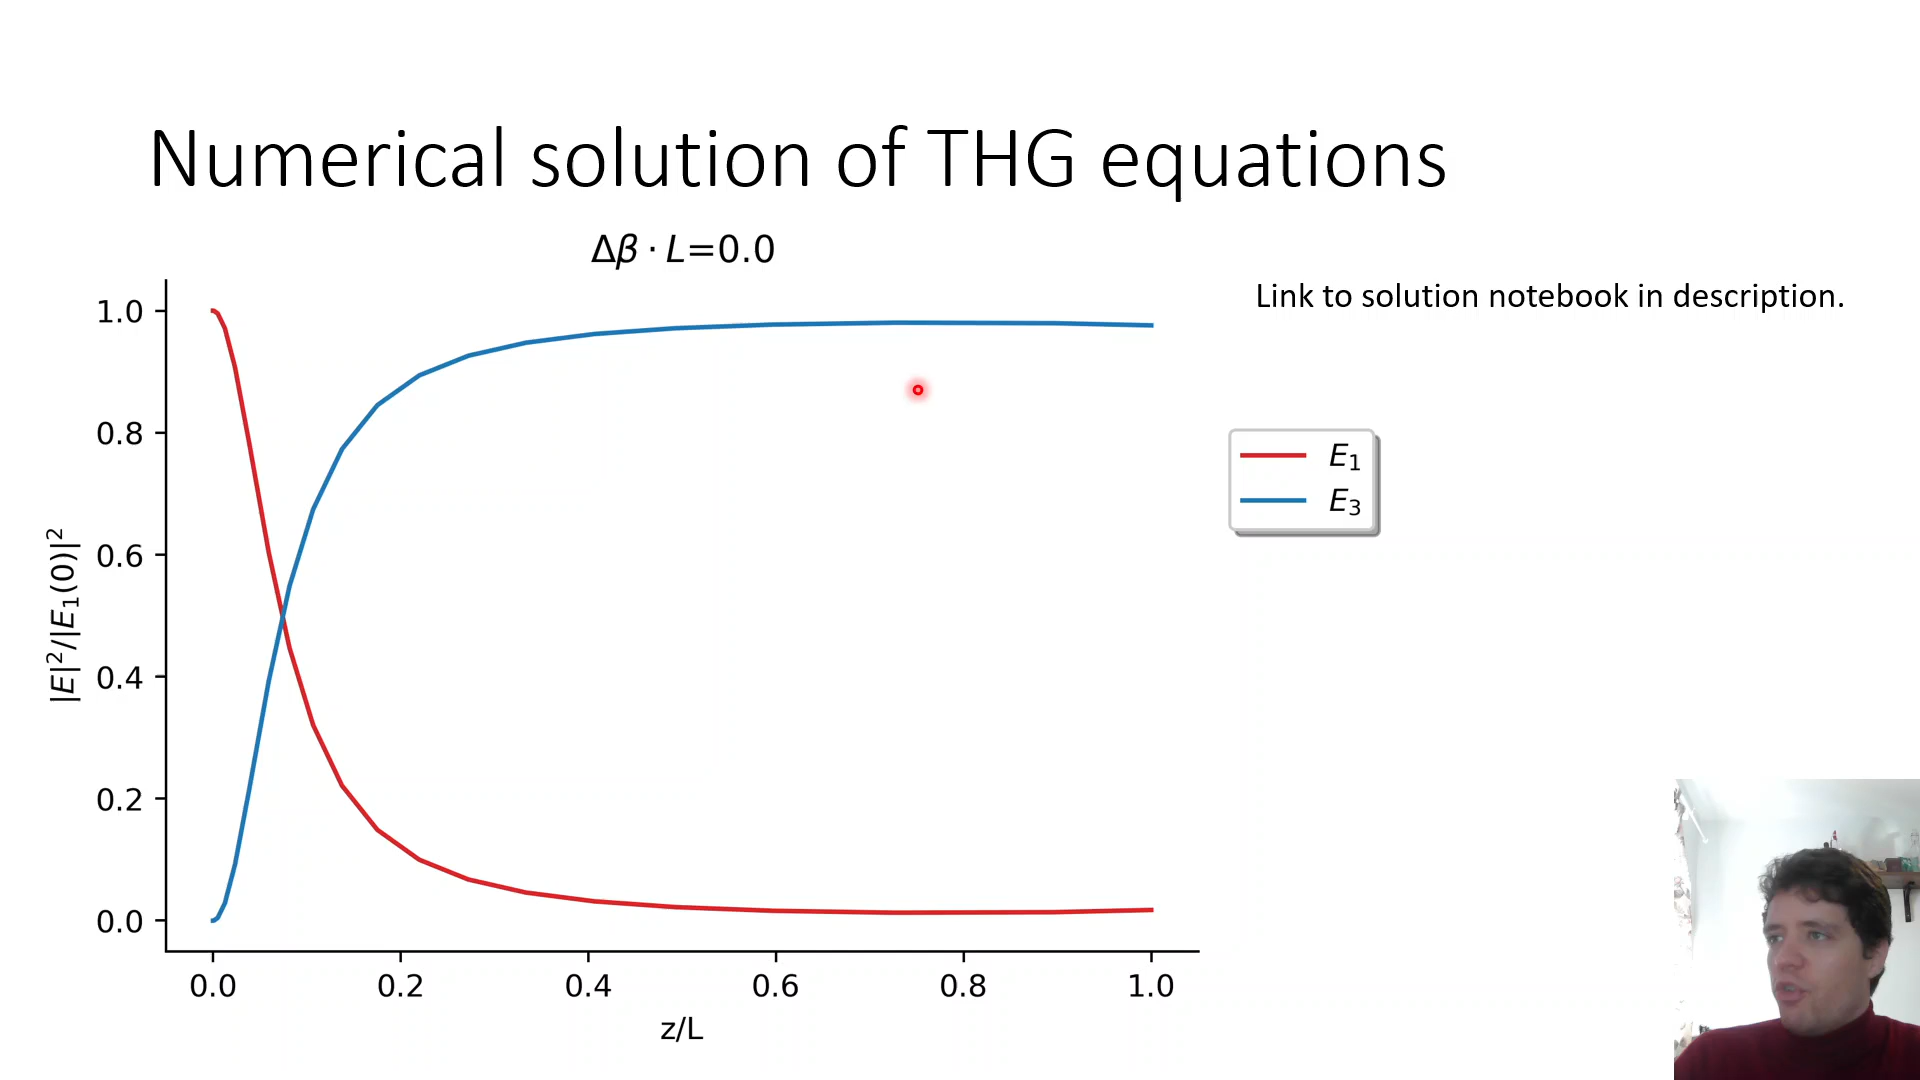 Numerical solution of THG equations
Δβ · L=0.0
Link to solution notebook in description.
1.0
0.8
0.6
0.4
0.2
0.0
|E|²/|E₁(0)|²
E₁
E₃
0.0 0.2 0.4 0.6 0.8 1.0
z/L